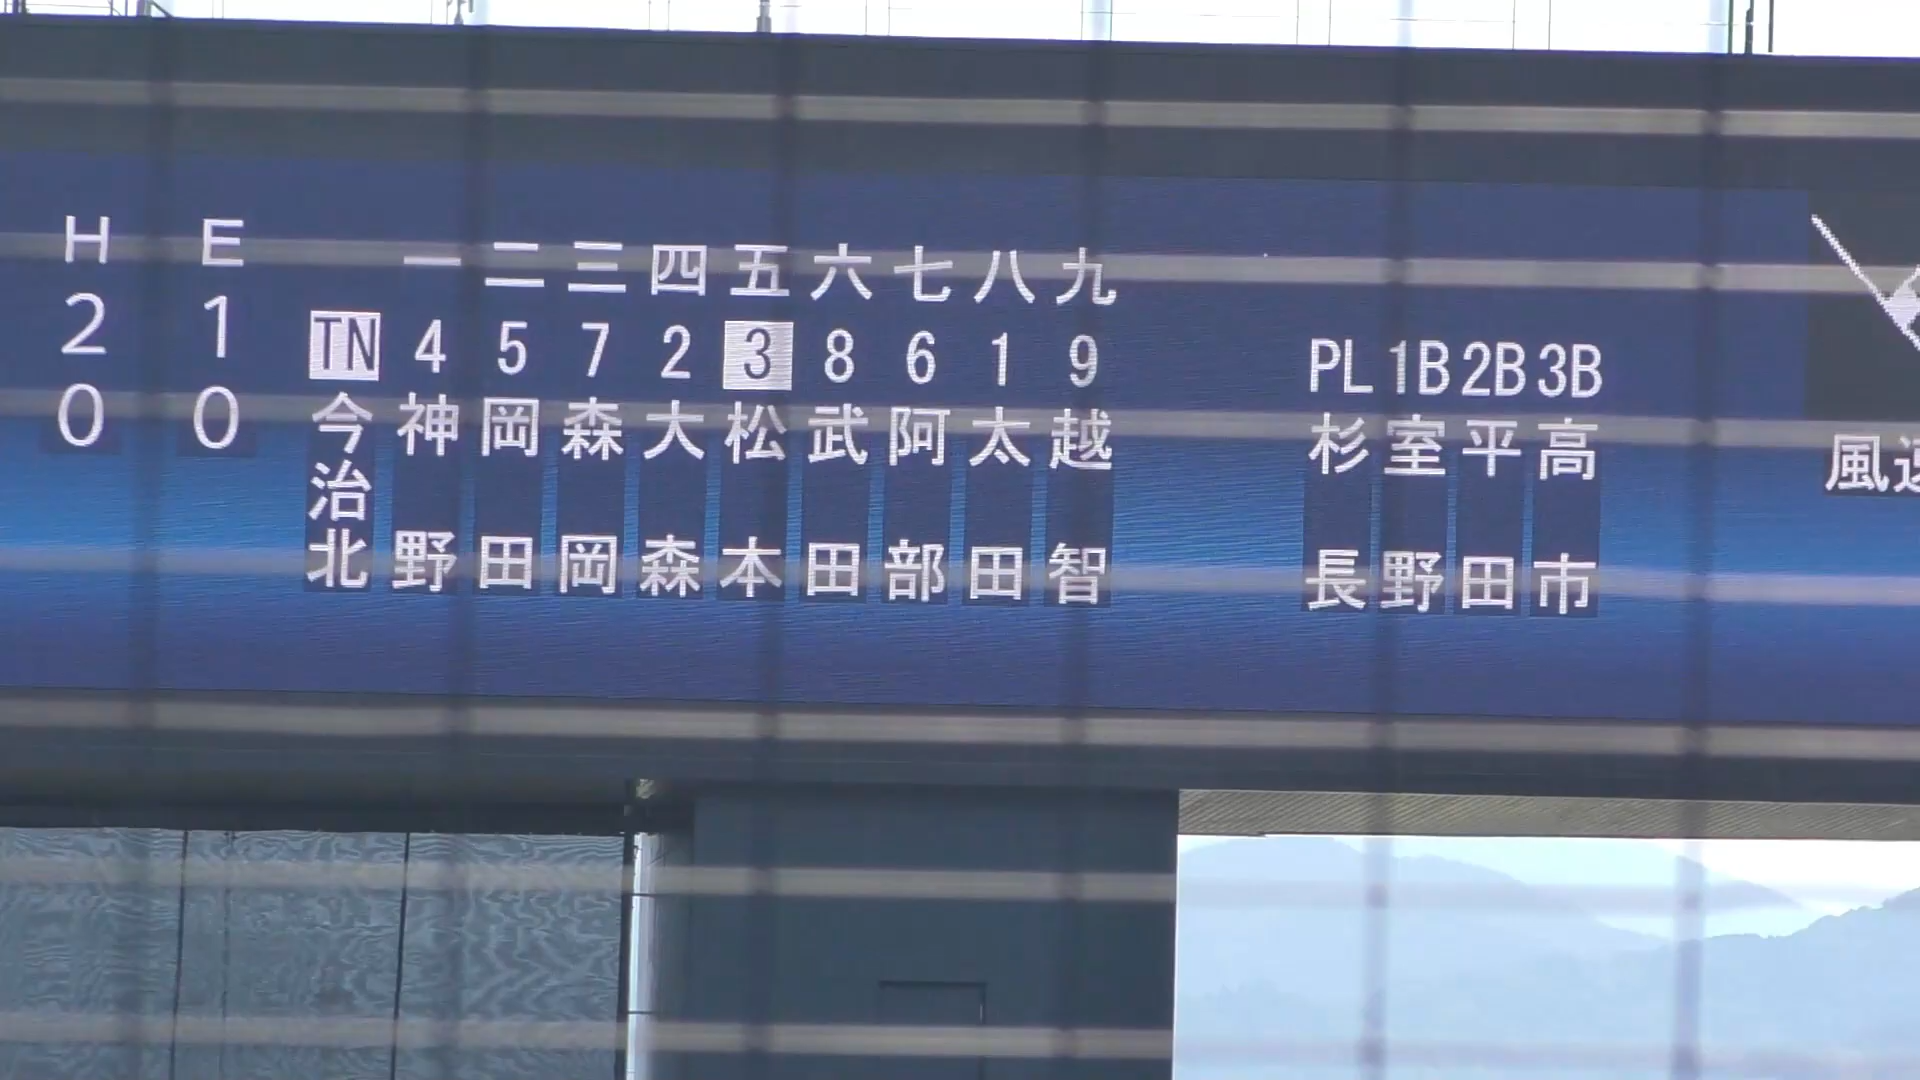 H E
2 1
0 0
一 二 三 四 五 六 七 八 九
TN 4 5 7 2 3 8 6 1 9
今治北
神野
岡田
森岡
大森
松本
武田
阿部
太田
越智
PL 1B 2B 3B
杉長
室野
平田
高市
風速